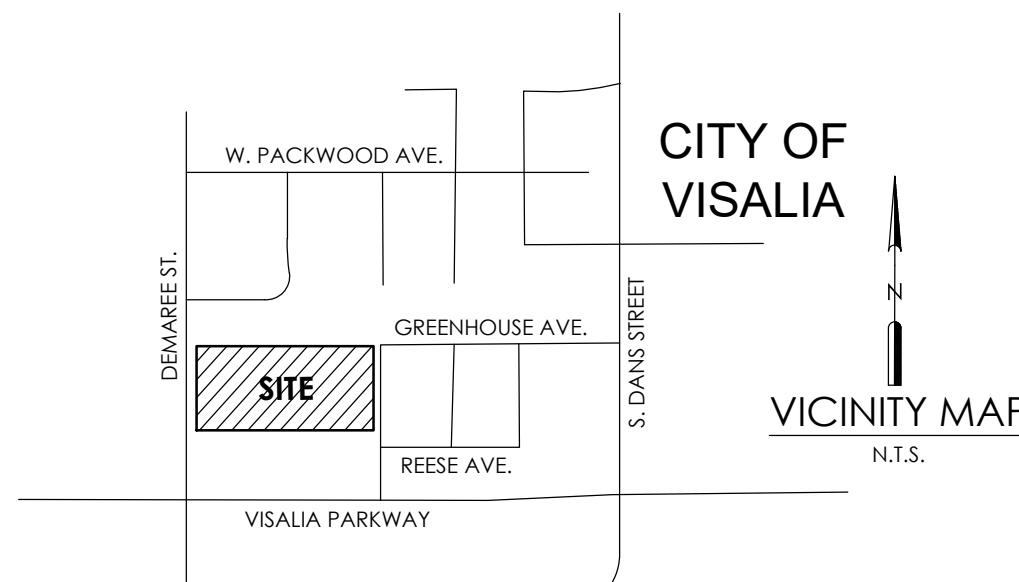 CITY OF
VISALIA
W. PACKWOOD AVE.
DEMAREE ST.
N
S. DANS STREET
GREENHOUSE AVE.
SITE
VICINITY MAP
N.T.S.
REESE AVE.
VISALIA PARKWAY